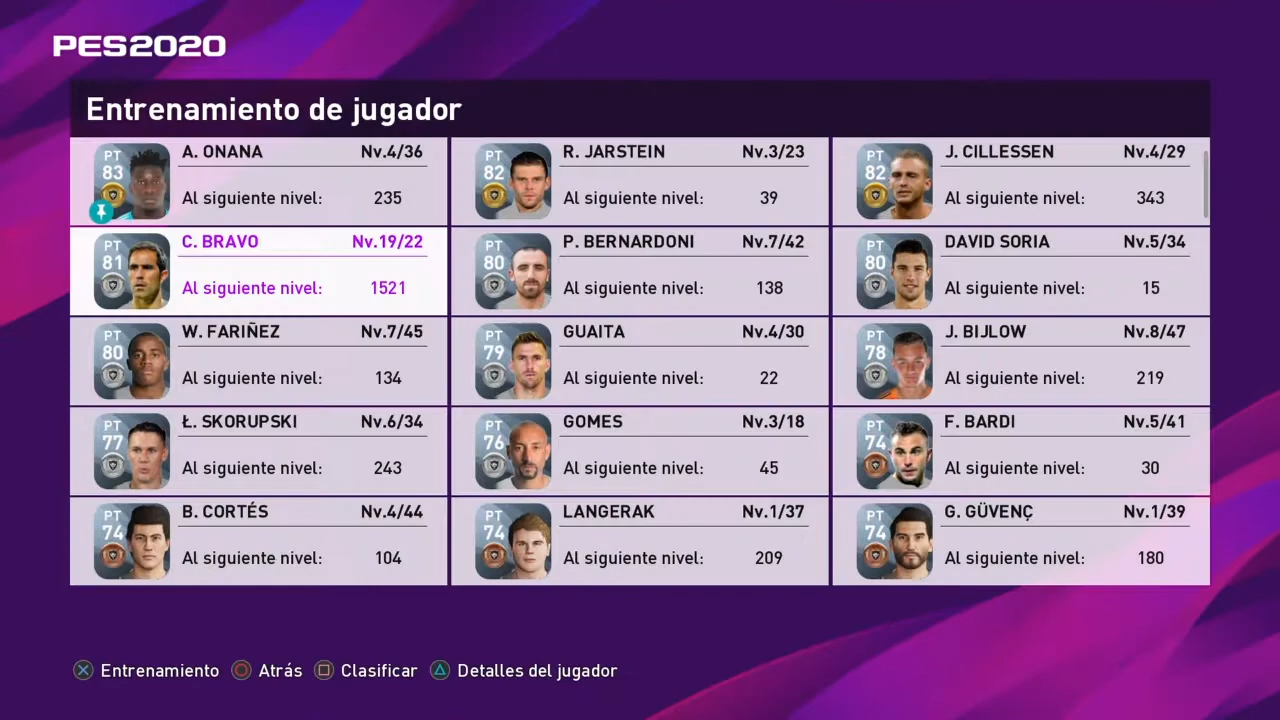 PES2020
Entrenamiento de jugador
PT 83 A. ONANA Nv.4/36
Al siguiente nivel: 235
PT 82 R. JARSTEIN Nv.3/23
Al siguiente nivel: 39
PT 82 J. CILLESSEN Nv.4/29
Al siguiente nivel: 343
PT 81 C. BRAVO Nv.19/22
Al siguiente nivel: 1521
PT 80 P. BERNARDONI Nv.7/42
Al siguiente nivel: 138
PT 80 DAVID SORIA Nv.5/34
Al siguiente nivel: 15
PT 80 W. FARIÑEZ Nv.7/45
Al siguiente nivel: 134
PT 79 GUAITA Nv.4/30
Al siguiente nivel: 22
PT 78 J. BIJLOW Nv.8/47
Al siguiente nivel: 219
PT 77 Ł. SKORUPSKI Nv.6/34
Al siguiente nivel: 243
PT 76 GOMES Nv.3/18
Al siguiente nivel: 45
PT 74 F. BARDI Nv.5/41
Al siguiente nivel: 30
PT 74 B. CORTÉS Nv.4/44
Al siguiente nivel: 104
PT 74 LANGERAK Nv.1/37
Al siguiente nivel: 209
PT 74 G. GÜVENÇ Nv.1/39
Al siguiente nivel: 180
Entrenamiento Atrás Clasificar Detalles del jugador